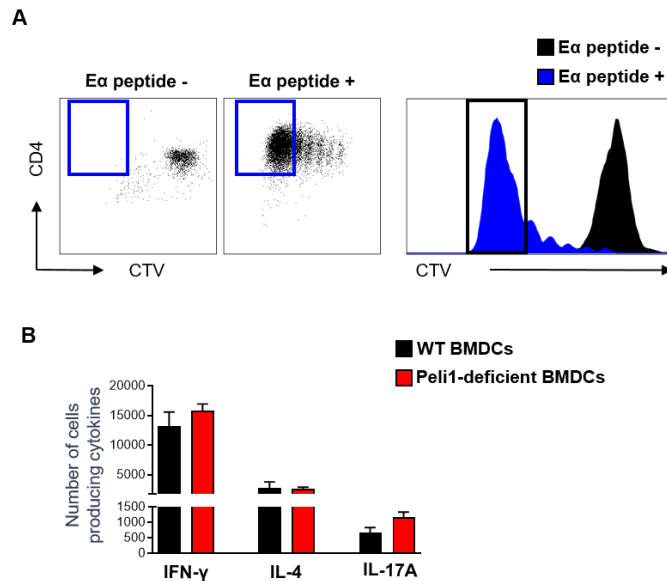 A
Eα peptide -
Eα peptide +
Eα peptide - Eα peptide +
CD4
CTV
CTV
B
WT BMDCs
Peli1-deficient BMDCs
Number of cells
producing cytokines
20000
15000
10000
5000
1500
1000
500
0
IFN-γ IL-4 IL-17A